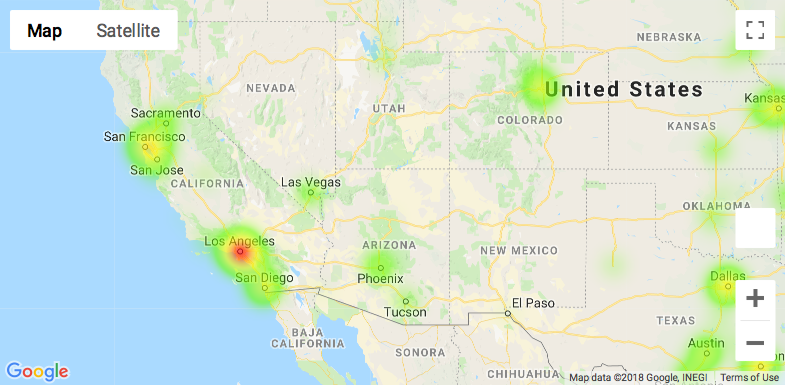 Map Satellite
NEBRASKA
NEVADA
United States
Kansas
UTAH
Sacramento
COLORADO
San Francisco
KANSAS
San Jose
CALIFORNIA
Las Vegas
OKLAHOMA
Los Angeles
ARIZONA
NEW MEXICO
San Diego
Phoenix
Dallas
El Paso
Tucson
TEXAS
BAJA
CALIFORNIA
Austin
SONORA
CHIHUAHUA
COAHUILA
Google
Map data ©2018 Google, INEGI Terms of Use